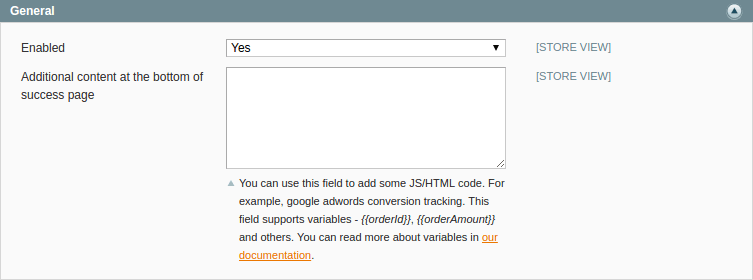 General
Enabled
Yes
[STORE VIEW]
Additional content at the bottom of
success page
[STORE VIEW]
You can use this field to add some JS/HTML code. For
example, google adwords conversion tracking. This
field supports variables - {{orderId}}, {{orderAmount}}
and others. You can read more about variables in our
documentation.